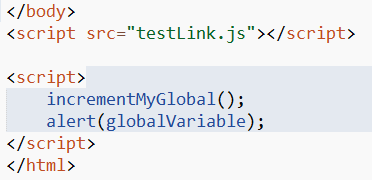 </body>
<script src="testLink.js"></script>
<script>
incrementMyGlobal();
alert(globalVariable);
</script>
</html>